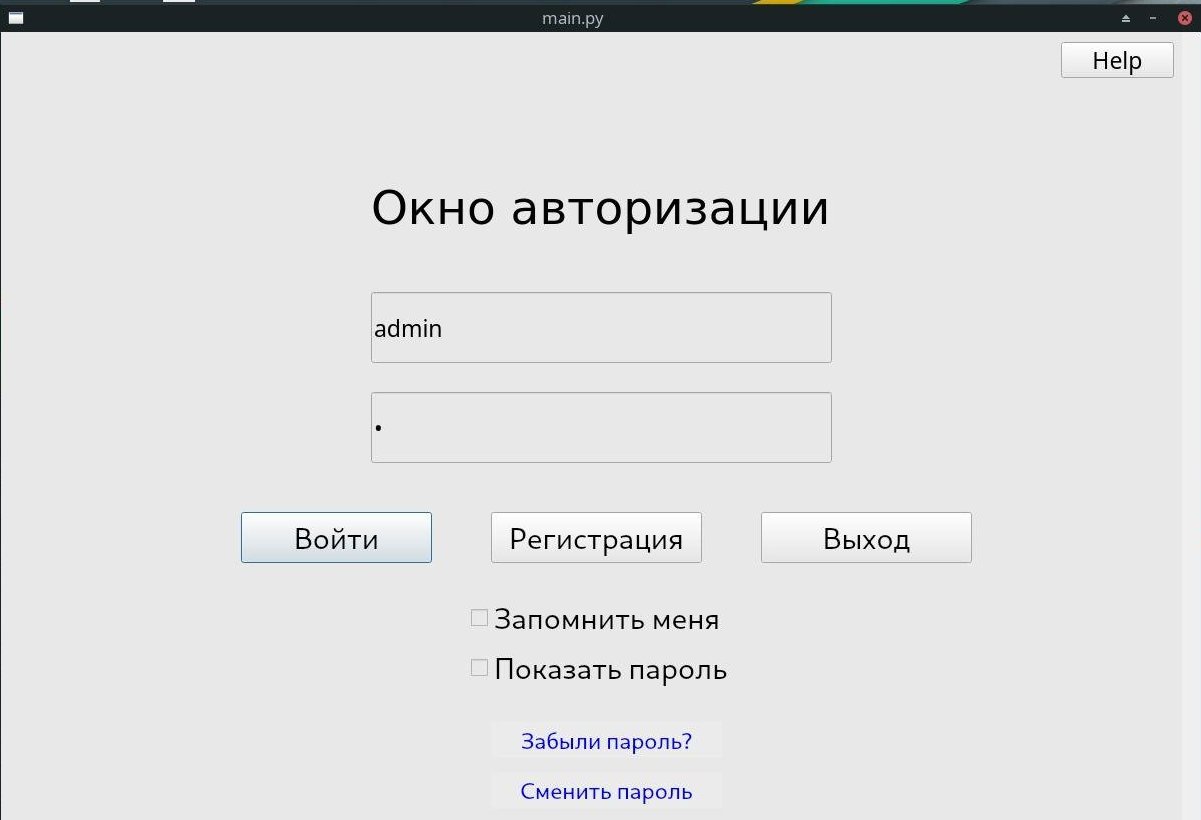 main.py
Help
Окно авторизации
admin
•
Войти Регистрация Выход
Запомнить меня
Показать пароль
Забыли пароль?
Сменить пароль